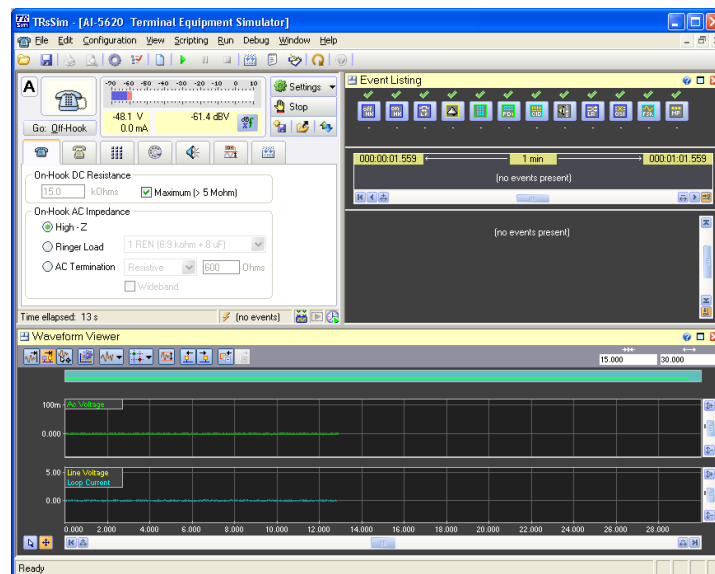 TRsSim - [AI-5620 Terminal Equipment Simulator]
File Edit Configuration View Scripting Run Debug Window Help
A
-70 -60 -50 -40 -30 -20 -10 0 10
-48.1 V -61.4 dBV
0.0 mA
Go: Off-Hook
Settings
Stop
On-Hook DC Resistance
15.0 kOhms Maximum (> 5 Mohm)
On-Hook AC Impedance
High - Z
Ringer Load 1 REN (6.9 kohm + 8 uF)
AC Termination Resistive 600 Ohms
Wideband
Time ellapsed: 13 s (no events)
Event Listing
000:00:01.559 1 min 000:01:01.559
(no events present)
(no events present)
Waveform Viewer
15.000 30.000
100m Ac Voltage
0.000
5.00 Line Voltage
Loop Current
0.00
0.000 2.000 4.000 6.000 8.000 10.000 12.000 14.000 16.000 18.000 20.000 22.000 24.000 26.000 28.000
Ready